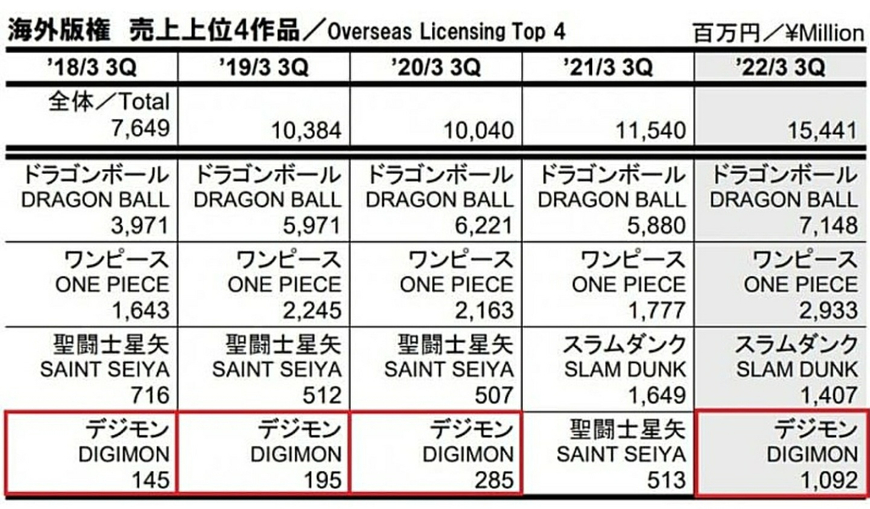 海外版権 売上上位4作品／Overseas Licensing Top 4
百万円／¥Million
'18/3 3Q
'19/3 3Q
'20/3 3Q
'21/3 3Q
'22/3 3Q
全体／Total
7,649
10,384
10,040
11,540
15,441
ドラゴンボール
DRAGON BALL
3,971
ドラゴンボール
DRAGON BALL
5,971
ドラゴンボール
DRAGON BALL
6,221
ドラゴンボール
DRAGON BALL
5,880
ドラゴンボール
DRAGON BALL
7,148
ワンピース
ONE PIECE
1,643
ワンピース
ONE PIECE
2,245
ワンピース
ONE PIECE
2,163
ワンピース
ONE PIECE
1,777
ワンピース
ONE PIECE
2,933
聖闘士星矢
SAINT SEIYA
716
聖闘士星矢
SAINT SEIYA
512
聖闘士星矢
SAINT SEIYA
507
スラムダンク
SLAM DUNK
1,649
スラムダンク
SLAM DUNK
1,407
デジモン
DIGIMON
145
デジモン
DIGIMON
195
デジモン
DIGIMON
285
聖闘士星矢
SAINT SEIYA
513
デジモン
DIGIMON
1,092